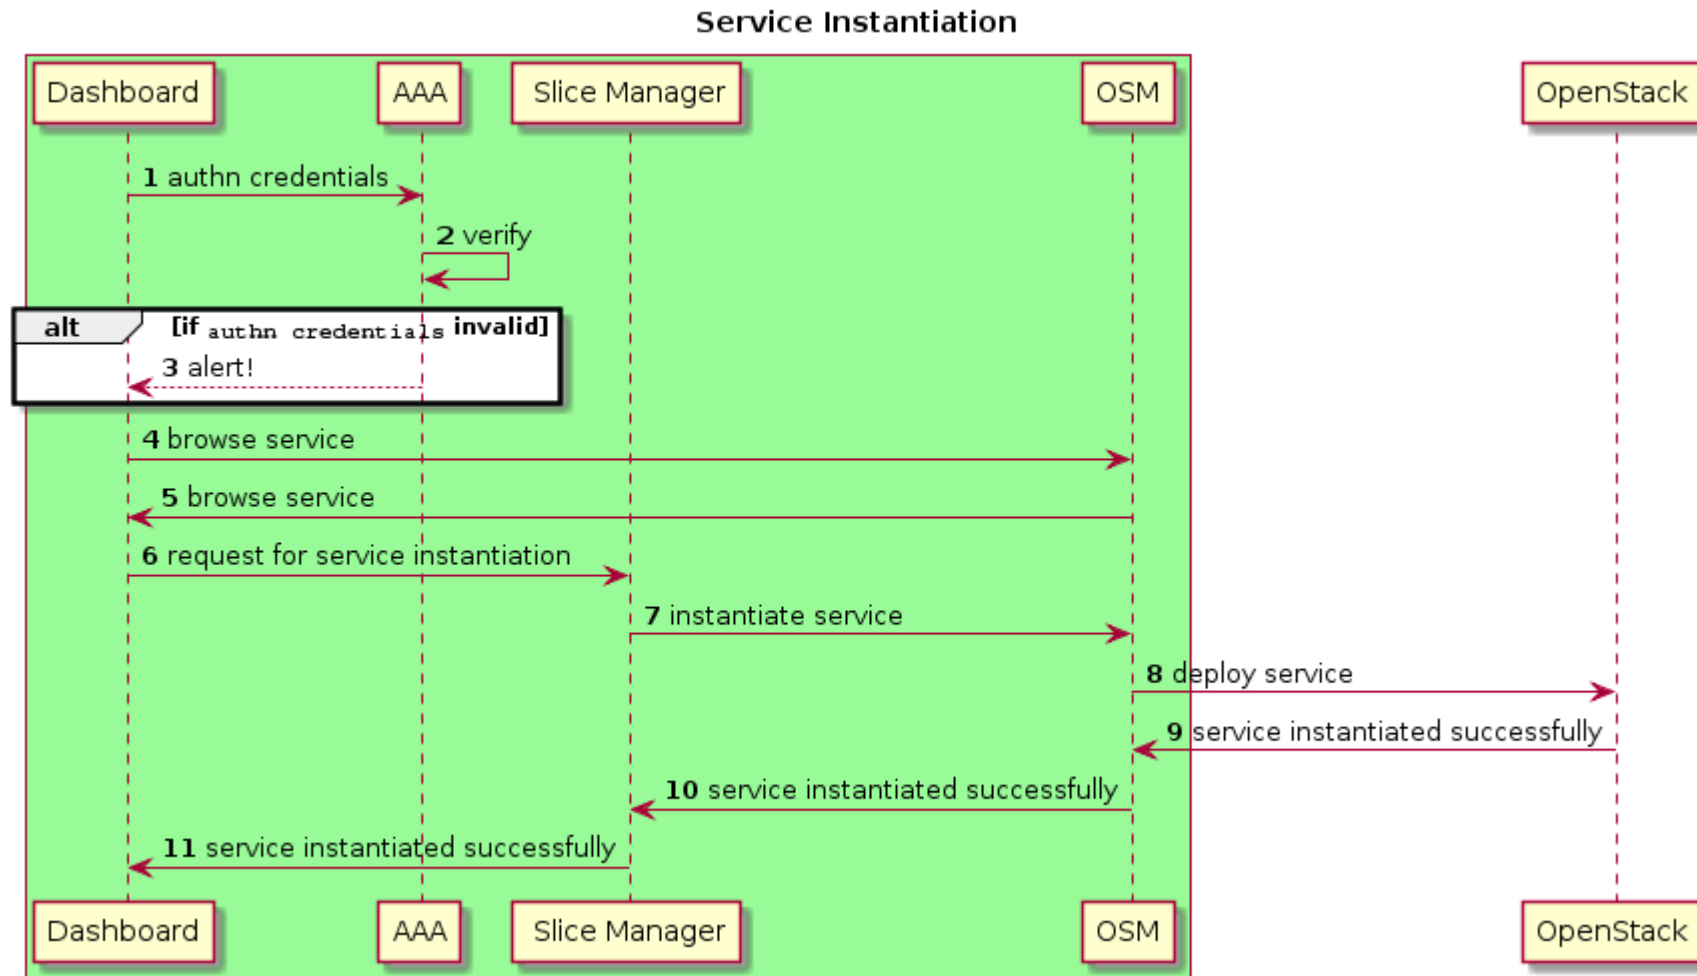 Service Instantiation
Dashboard AAA Slice Manager OSM OpenStack
1 authn credentials
2 verify
alt [if authn credentials invalid]
3 alert!
4 browse service
5 browse service
6 request for service instantiation
7 instantiate service
8 deploy service
9 service instantiated successfully
10 service instantiated successfully
11 service instantiated successfully
Dashboard AAA Slice Manager OSM OpenStack